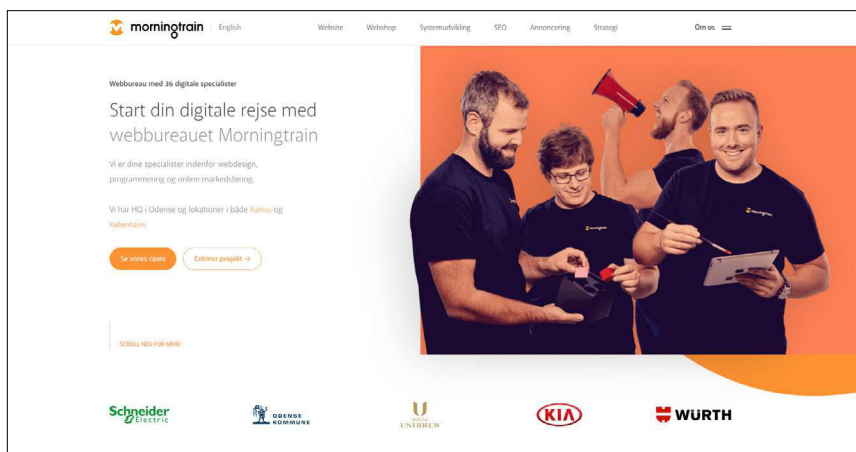 morningtrain
English
Website
Webshop
Systemudvikling
SEO
Annoncering
Strategi
Om os
Webbureau med 36 digitale specialister
Start din digitale rejse med
webbureauet Morningtrain
Vi er dine specialister indenfor webdesign,
programmering og online markedsføring.
Vi har HQ i Odense og lokationer i både Aarhus og
København.
Se vores cases
Estimer projekt →
SCROLL NED FOR MERE
morningtrain
Schneider
Electric
ODENSE
KOMMUNE
UNIBREW
KIA
WÜRTH